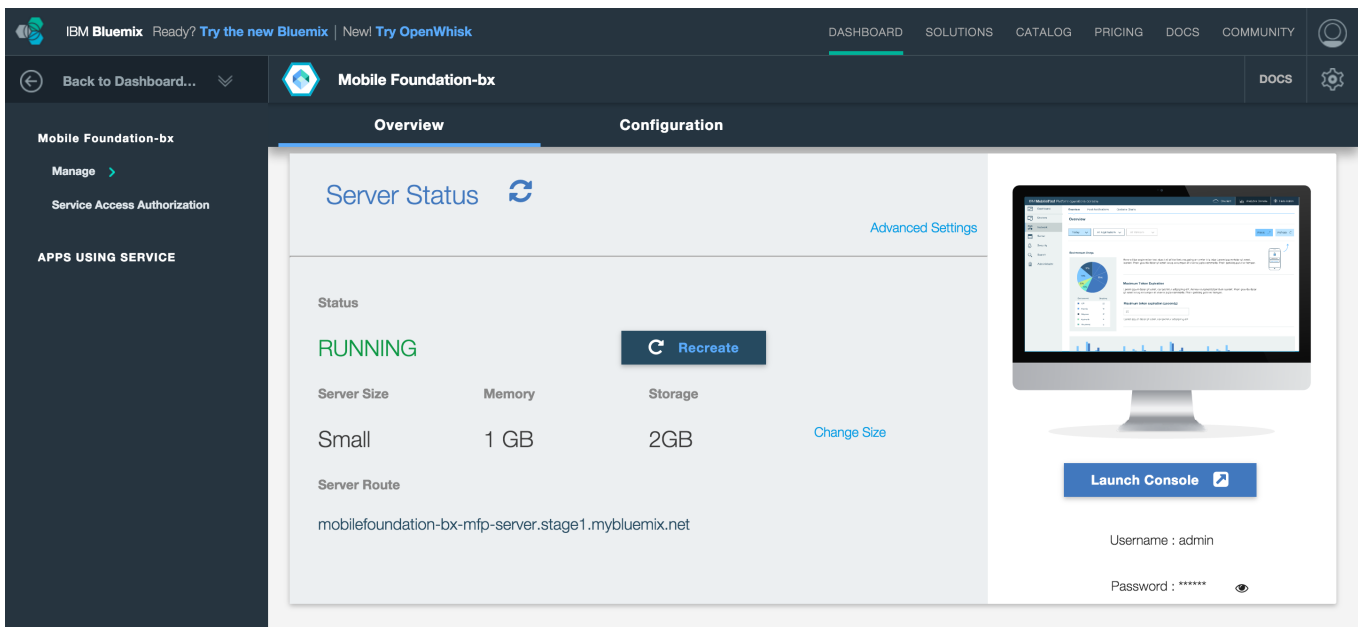 IBM Bluemix Ready? Try the new Bluemix | New! Try OpenWhisk
DASHBOARD SOLUTIONS CATALOG PRICING DOCS COMMUNITY
Back to Dashboard...
Mobile Foundation-bx
DOCS
Mobile Foundation-bx
Manage
Service Access Authorization
APPS USING SERVICE
Overview Configuration
Server Status
Advanced Settings
Status
RUNNING
Recreate
Server Size Memory Storage
Small 1 GB 2GB
Change Size
Server Route
mobilefoundation-bx-mfp-server.stage1.mybluemix.net
Overview
Launch Console
Username : admin
Password : ******